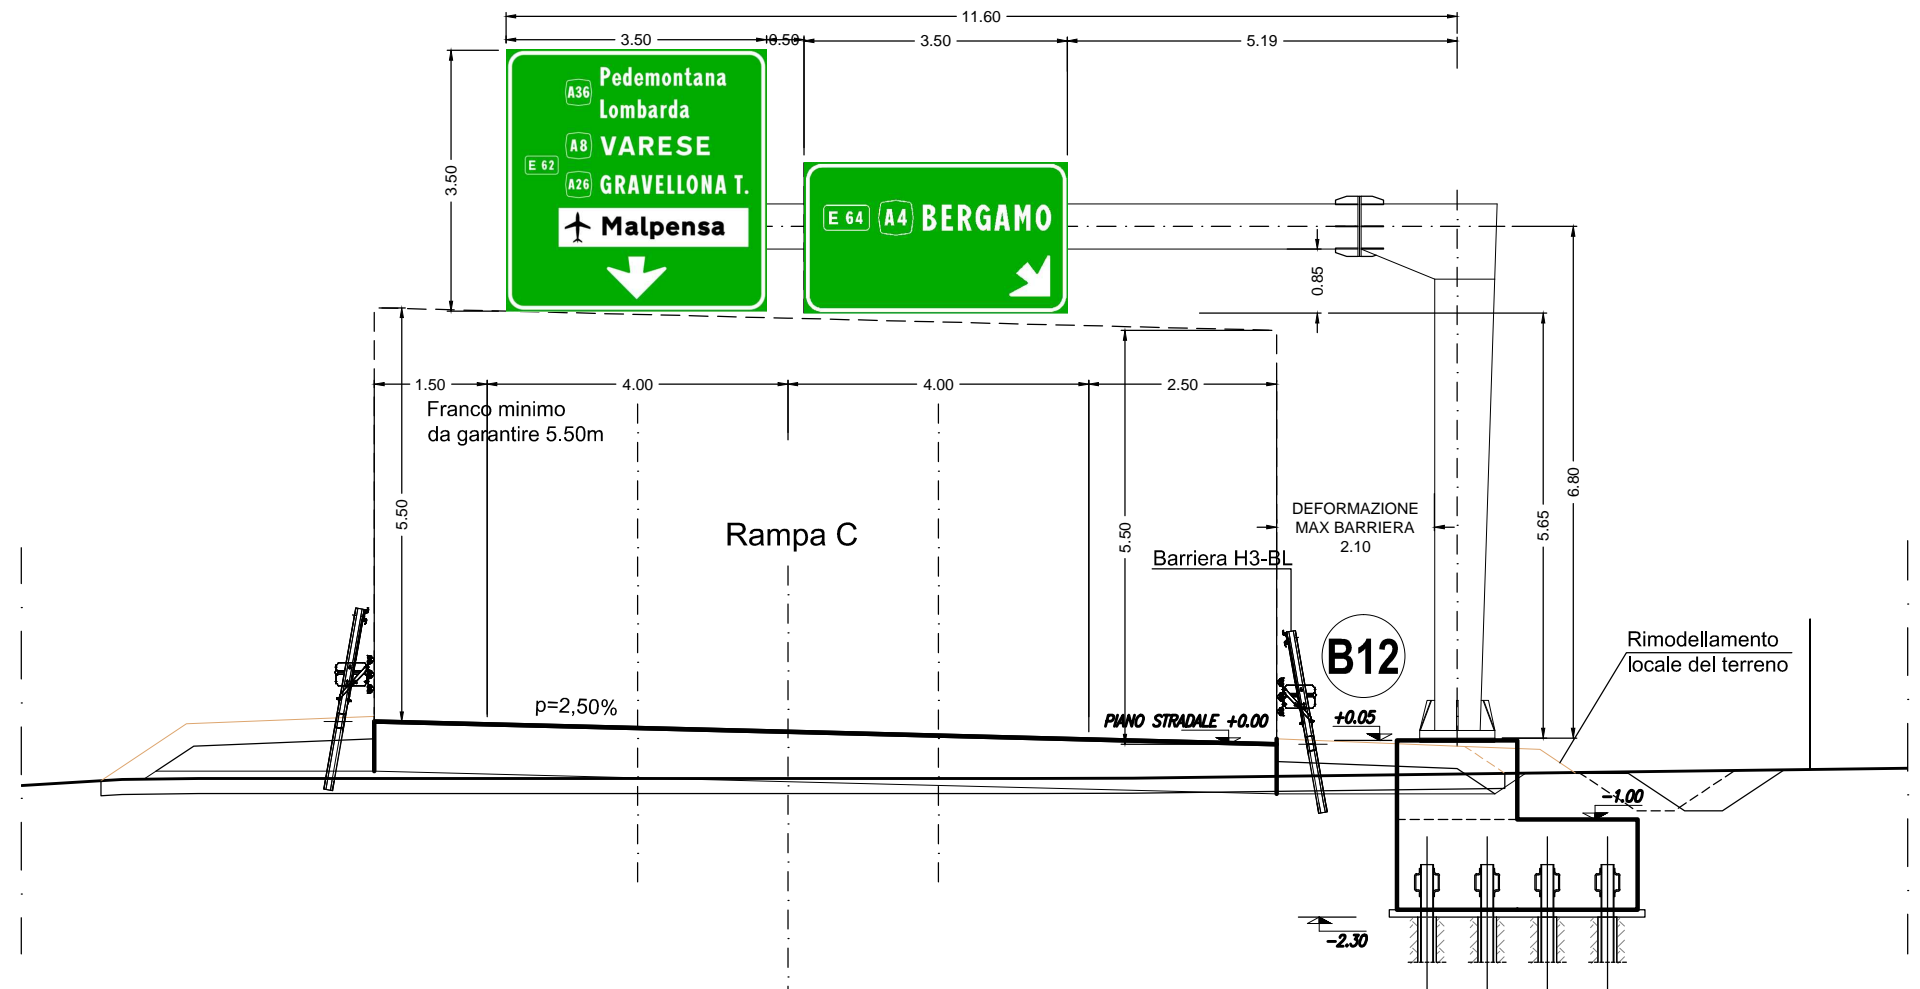 11.60
3.50
0.50
3.50
5.19
A36
Pedemontana
Lombarda
E 62
A8
VARESE
A26
GRAVELLONA T.
Malpensa
3.50
E 64
A4
BERGAMO
0.85
1.50
4.00
4.00
2.50
Franco minimo
da garantire 5.50m
5.50
5.50
Rampa C
DEFORMAZIONE
MAX BARRIERA
2.10
5.65
6.80
Barriera H3-BL
B12
Rimodellamento
locale del terreno
p=2,50%
PIANO STRADALE +0.00
+0.05
-1.00
-2.30